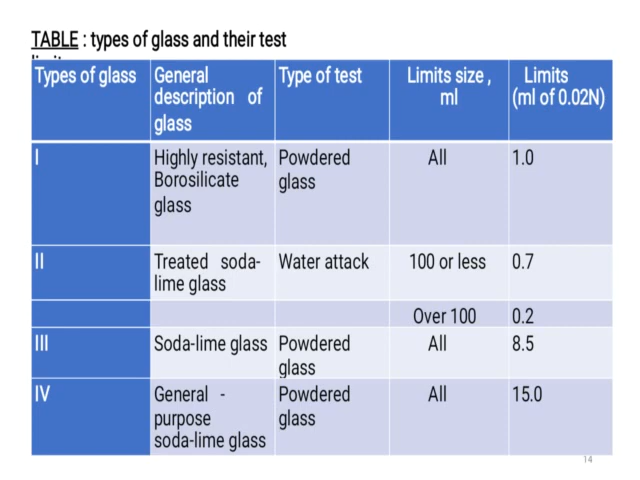 TABLE : types of glass and their test
limits
Types of glass
General description of glass
Type of test
Limits size , ml
Limits (ml of 0.02N)
I
Highly resistant,
Borosilicate
glass
Powdered
glass
All
1.0
II
Treated soda-
lime glass
Water attack
100 or less
0.7
Over 100
0.2
III
Soda-lime glass
Powdered
glass
All
8.5
IV
General -
purpose
soda-lime glass
Powdered
glass
All
15.0
14